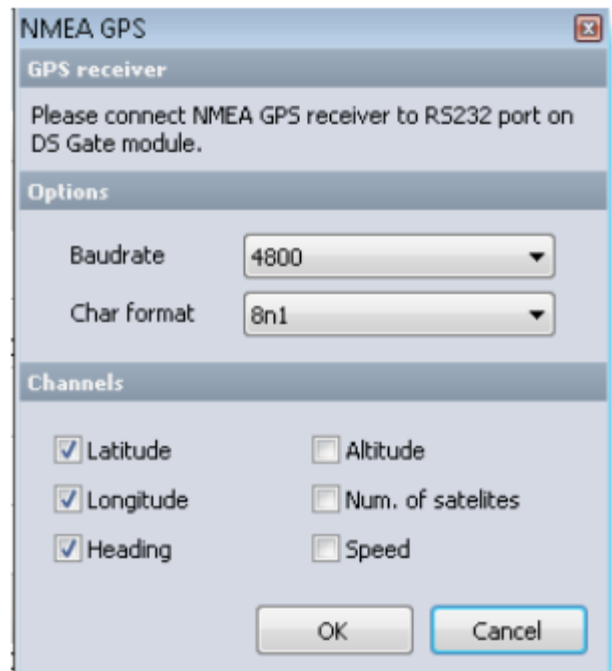 NMEA GPS
GPS receiver
Please connect NMEA GPS receiver to RS232 port on
DS Gate module.
Options
Baudrate 4800
Char format 8n1
Channels
Latitude Altitude
Longitude Num. of satelites
Heading Speed
OK Cancel